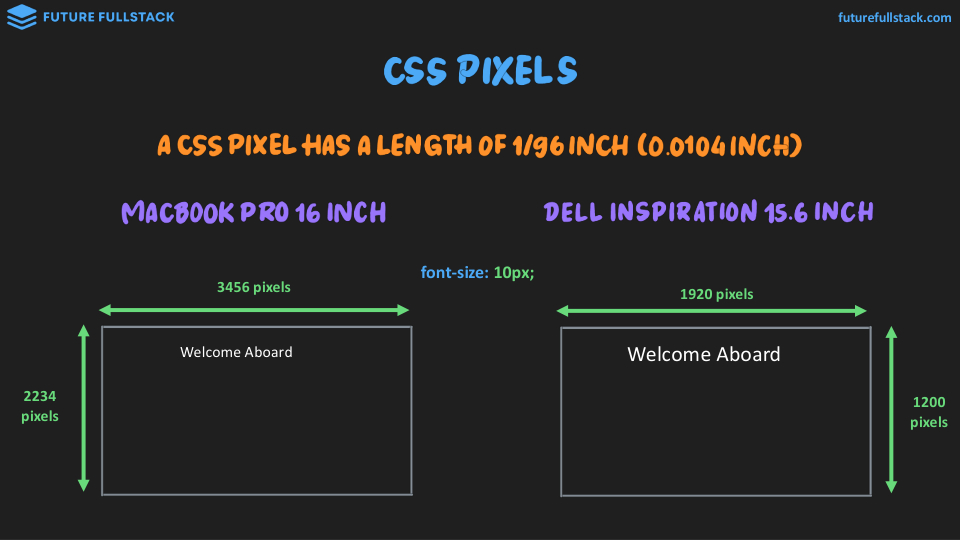 FUTURE FULLSTACK
futurefullstack.com
CSS PIXELS
A CSS PIXEL HAS A LENGTH OF 1/96 INCH (0.0104 INCH)
MACBOOK PRO 16 INCH
DELL INSPIRATION 15.6 INCH
font-size: 10px;
3456 pixels
1920 pixels
Welcome Aboard
Welcome Aboard
2234
pixels
1200
pixels